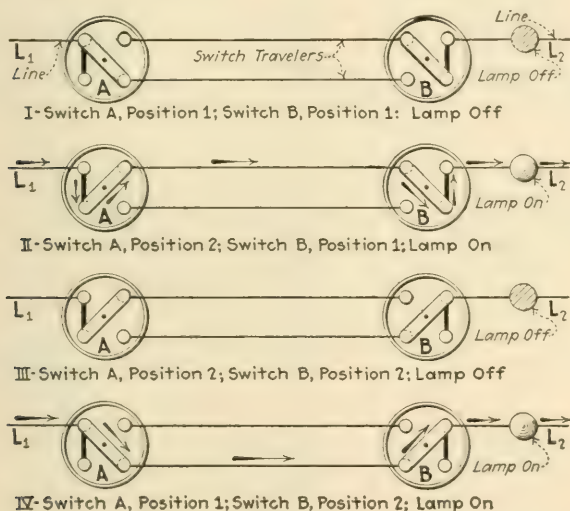 Line
L1
Line
Switch Travelers
L2
A
B
Lamp Off
I-Switch A, Position 1; Switch B, Position 1: Lamp Off
L1
L2
A
B
Lamp On
II-Switch A, Position 2; Switch B, Position 1; Lamp On
L1
L2
A
B
Lamp Off
III-Switch A, Position 2; Switch B, Position 2; Lamp Off
L1
L2
A
B
Lamp On
IV-Switch A, Position 1; Switch B, Position 2; Lamp On